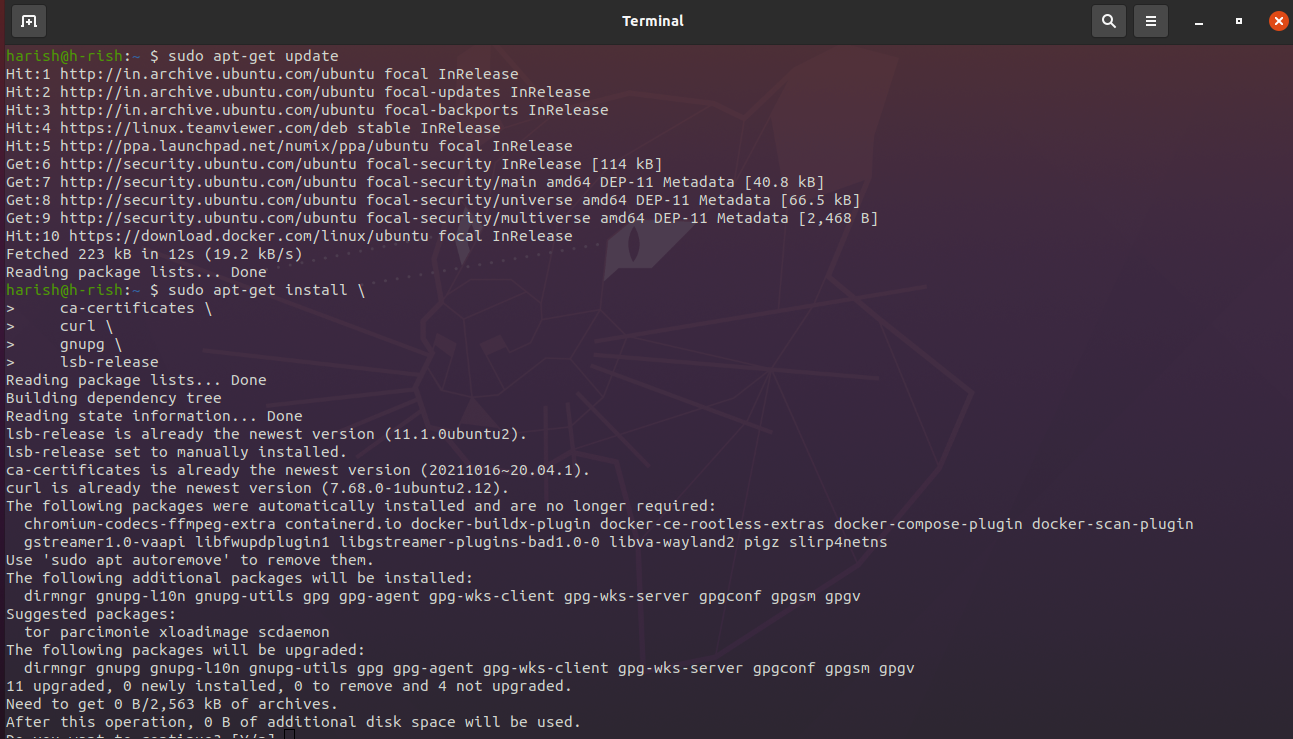 Terminal
harish@h-rish:~ $ sudo apt-get update
Hit:1 http://in.archive.ubuntu.com/ubuntu focal InRelease
Hit:2 http://in.archive.ubuntu.com/ubuntu focal-updates InRelease
Hit:3 http://in.archive.ubuntu.com/ubuntu focal-backports InRelease
Hit:4 https://linux.teamviewer.com/deb stable InRelease
Hit:5 http://ppa.launchpad.net/numix/ppa/ubuntu focal InRelease
Get:6 http://security.ubuntu.com/ubuntu focal-security InRelease [114 kB]
Get:7 http://security.ubuntu.com/ubuntu focal-security/main amd64 DEP-11 Metadata [40.8 kB]
Get:8 http://security.ubuntu.com/ubuntu focal-security/universe amd64 DEP-11 Metadata [66.5 kB]
Get:9 http://security.ubuntu.com/ubuntu focal-security/multiverse amd64 DEP-11 Metadata [2,468 B]
Hit:10 https://download.docker.com/linux/ubuntu focal InRelease
Fetched 223 kB in 12s (19.2 kB/s)
Reading package lists... Done
harish@h-rish:~ $ sudo apt-get install \
>     ca-certificates \
>     curl \
>     gnupg \
>     lsb-release
Reading package lists... Done
Building dependency tree
Reading state information... Done
lsb-release is already the newest version (11.1.0ubuntu2).
lsb-release set to manually installed.
ca-certificates is already the newest version (20211016~20.04.1).
curl is already the newest version (7.68.0-1ubuntu2.12).
The following packages were automatically installed and are no longer required:
  chromium-codecs-ffmpeg-extra containerd.io docker-buildx-plugin docker-ce-rootless-extras docker-compose-plugin docker-scan-plugin
  gstreamer1.0-vaapi libfwupdplugin1 libgstreamer-plugins-bad1.0-0 libva-wayland2 pigz slirp4netns
Use 'sudo apt autoremove' to remove them.
The following additional packages will be installed:
  dirmngr gnupg-l10n gnupg-utils gpg gpg-agent gpg-wks-client gpg-wks-server gpgconf gpgsm gpgv
Suggested packages:
  tor parcimonie xloadimage scdaemon
The following packages will be upgraded:
  dirmngr gnupg gnupg-l10n gnupg-utils gpg gpg-agent gpg-wks-client gpg-wks-server gpgconf gpgsm gpgv
11 upgraded, 0 newly installed, 0 to remove and 4 not upgraded.
Need to get 0 B/2,563 kB of archives.
After this operation, 0 B of additional disk space will be used.
Do you want to continue? [Y/n]